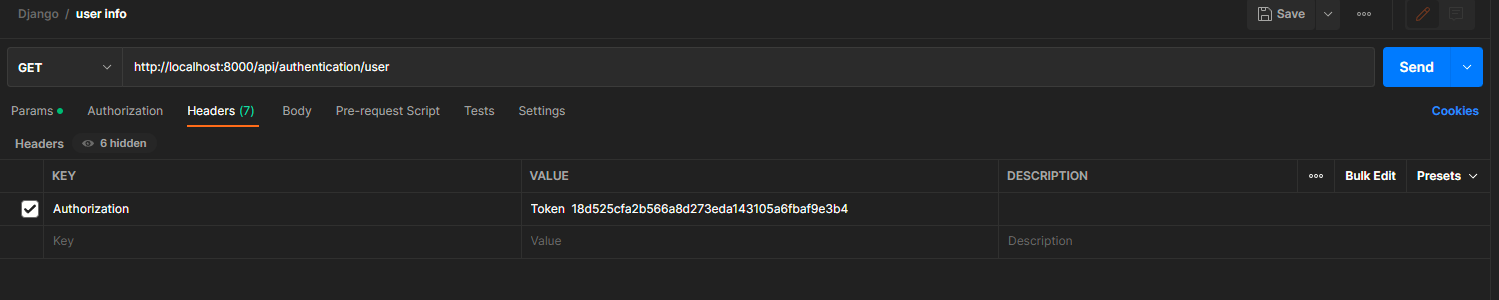 Django / user info
Save
GET http://localhost:8000/api/authentication/user Send
Params Authorization Headers (7) Body Pre-request Script Tests Settings Cookies
Headers 6 hidden
KEY VALUE DESCRIPTION Bulk Edit Presets
Authorization Token 18d525cfa2b566a8d273eda143105a6fbaf9e3b4
Key Value Description